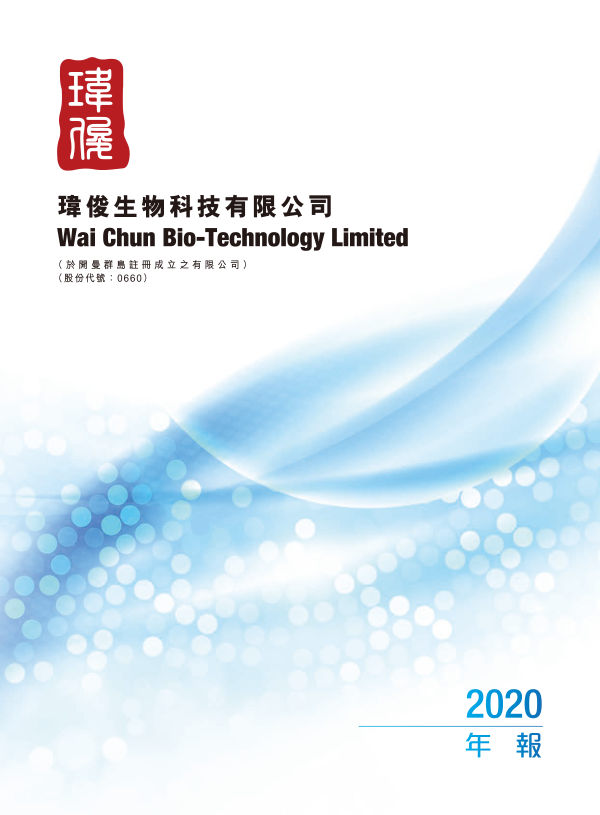 瑋俊
瑋俊生物科技有限公司
Wai Chun Bio-Technology Limited
（於開曼群島註冊成立之有限公司）
（股份代號：0660）
2020
年 報